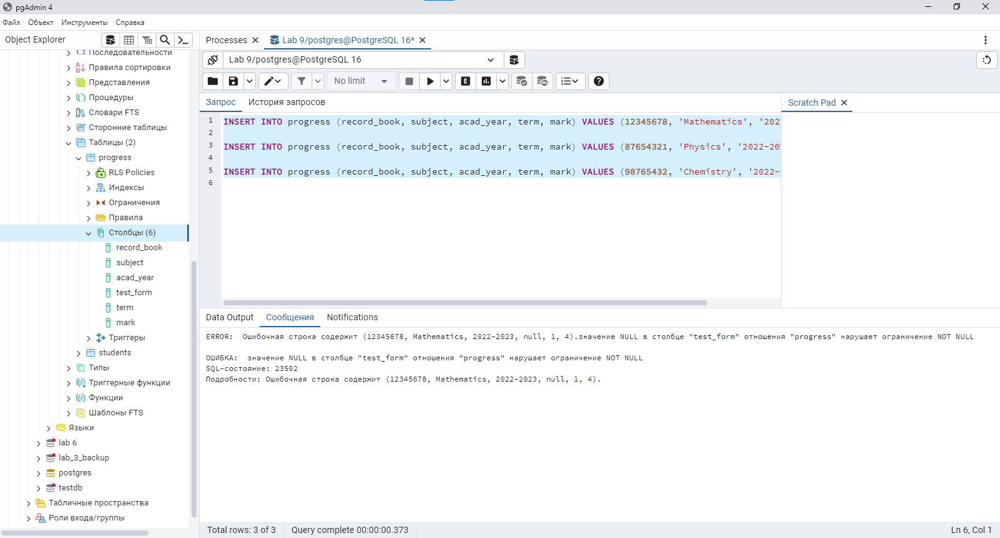 pgAdmin 4
Файл Объект Инструменты Справка
Object Explorer
Последовательности
Правила сортировки
Представления
Процедуры
Словари FTS
Сторонние таблицы
Таблицы (2)
progress
RLS Policies
Индексы
Ограничения
Правила
Столбцы (6)
record_book
subject
acad_year
test_form
term
mark
Триггеры
students
Типы
Триггерные функции
Функции
Шаблоны FTS
Языки
lab 6
lab_3_backup
postgres
testdb
Табличные пространства
Роли входа/группы
Processes
Lab 9/postgres@PostgreSQL 16*
Lab 9/postgres@PostgreSQL 16
No limit
Запрос История запросов
Scratch Pad
1 INSERT INTO progress (record_book, subject, acad_year, term, mark) VALUES (12345678, 'Mathematics', '202
2
3 INSERT INTO progress (record_book, subject, acad_year, term, mark) VALUES (87654321, 'Physics', '2022-20
4
5 INSERT INTO progress (record_book, subject, acad_year, term, mark) VALUES (98765432, 'Chemistry', '2022-
6
Data Output Сообщения Notifications
ERROR: Ошибочная строка содержит (12345678, Mathematics, 2022-2023, null, 1, 4).значение NULL в столбце "test_form" отношения "progress" нарушает ограничение NOT NULL
ОШИБКА: значение NULL в столбце "test_form" отношения "progress" нарушает ограничение NOT NULL
SQL-состояние: 23502
Подробности: Ошибочная строка содержит (12345678, Mathematics, 2022-2023, null, 1, 4).
Total rows: 3 of 3 Query complete 00:00:00.373 Ln 6, Col 1